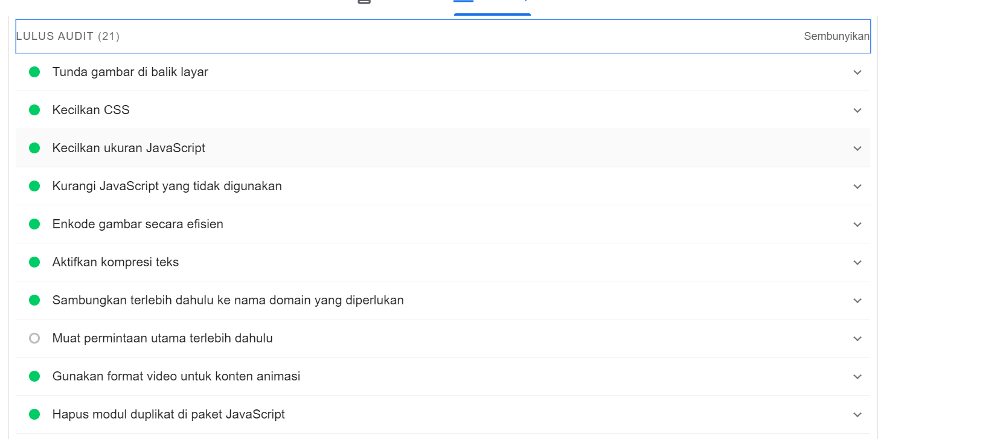 LULUS AUDIT (21)
Sembunyikan
Tunda gambar di balik layar
Kecilkan CSS
Kecilkan ukuran JavaScript
Kurangi JavaScript yang tidak digunakan
Enkode gambar secara efisien
Aktifkan kompresi teks
Sambungkan terlebih dahulu ke nama domain yang diperlukan
Muat permintaan utama terlebih dahulu
Gunakan format video untuk konten animasi
Hapus modul duplikat di paket JavaScript